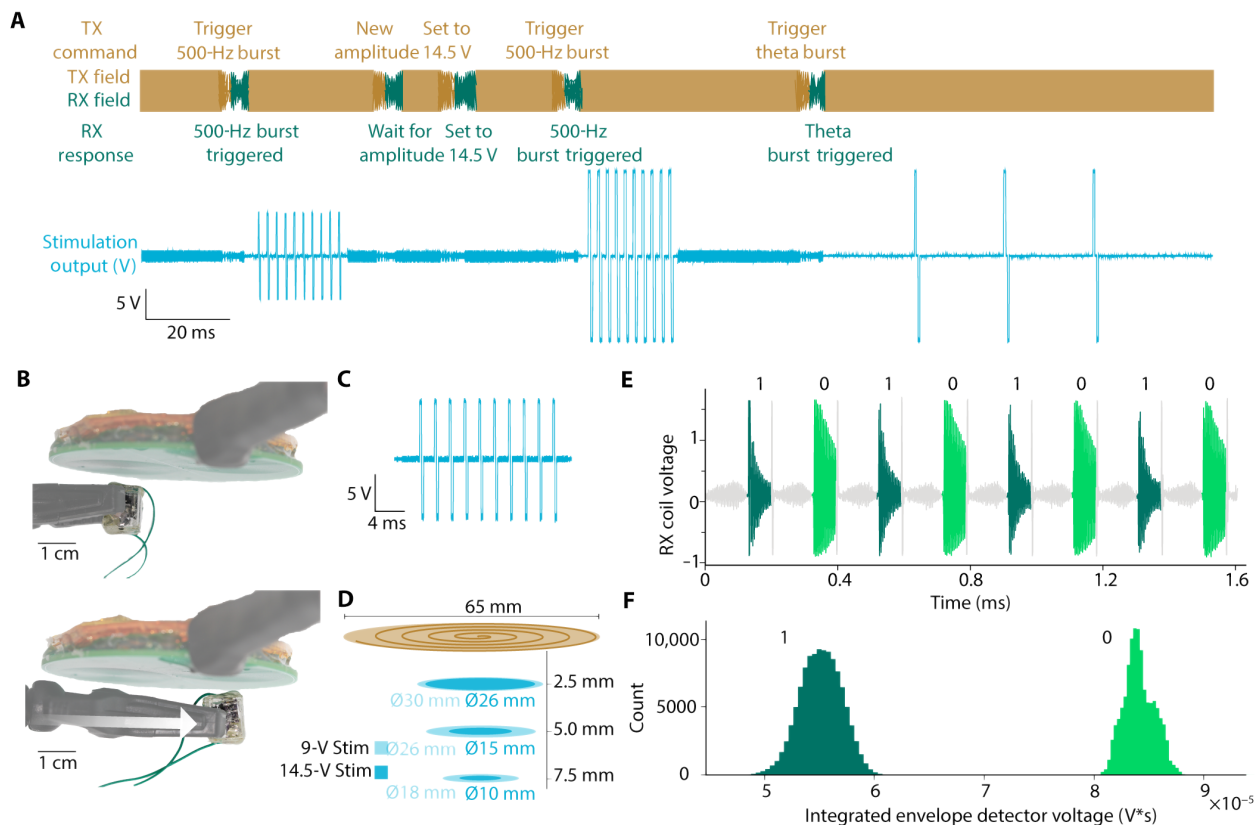 A
TX
command
Trigger
500-Hz burst
New
amplitude
Set to
14.5 V
Trigger
500-Hz burst
Trigger
theta burst
TX field
RX field
RX
response
500-Hz burst
triggered
Wait for
amplitude
Set to
14.5 V
500-Hz
burst triggered
Theta
burst triggered
Stimulation
output (V)
5 V
20 ms
B
1 cm
1 cm
C
5 V
4 ms
D
65 mm
2.5 mm
Ø30 mm Ø26 mm
5.0 mm
9-V Stim
Ø26 mm Ø15 mm
14.5-V Stim
7.5 mm
Ø18 mm Ø10 mm
E
1 0 1 0 1 0 1 0
RX coil voltage
1
0
−1
0 0.4 0.8 1.2 1.6
Time (ms)
F
1 0
Count
10,000
5000
0
5 6 7 8 9
×10⁻⁵
Integrated envelope detector voltage (V*s)